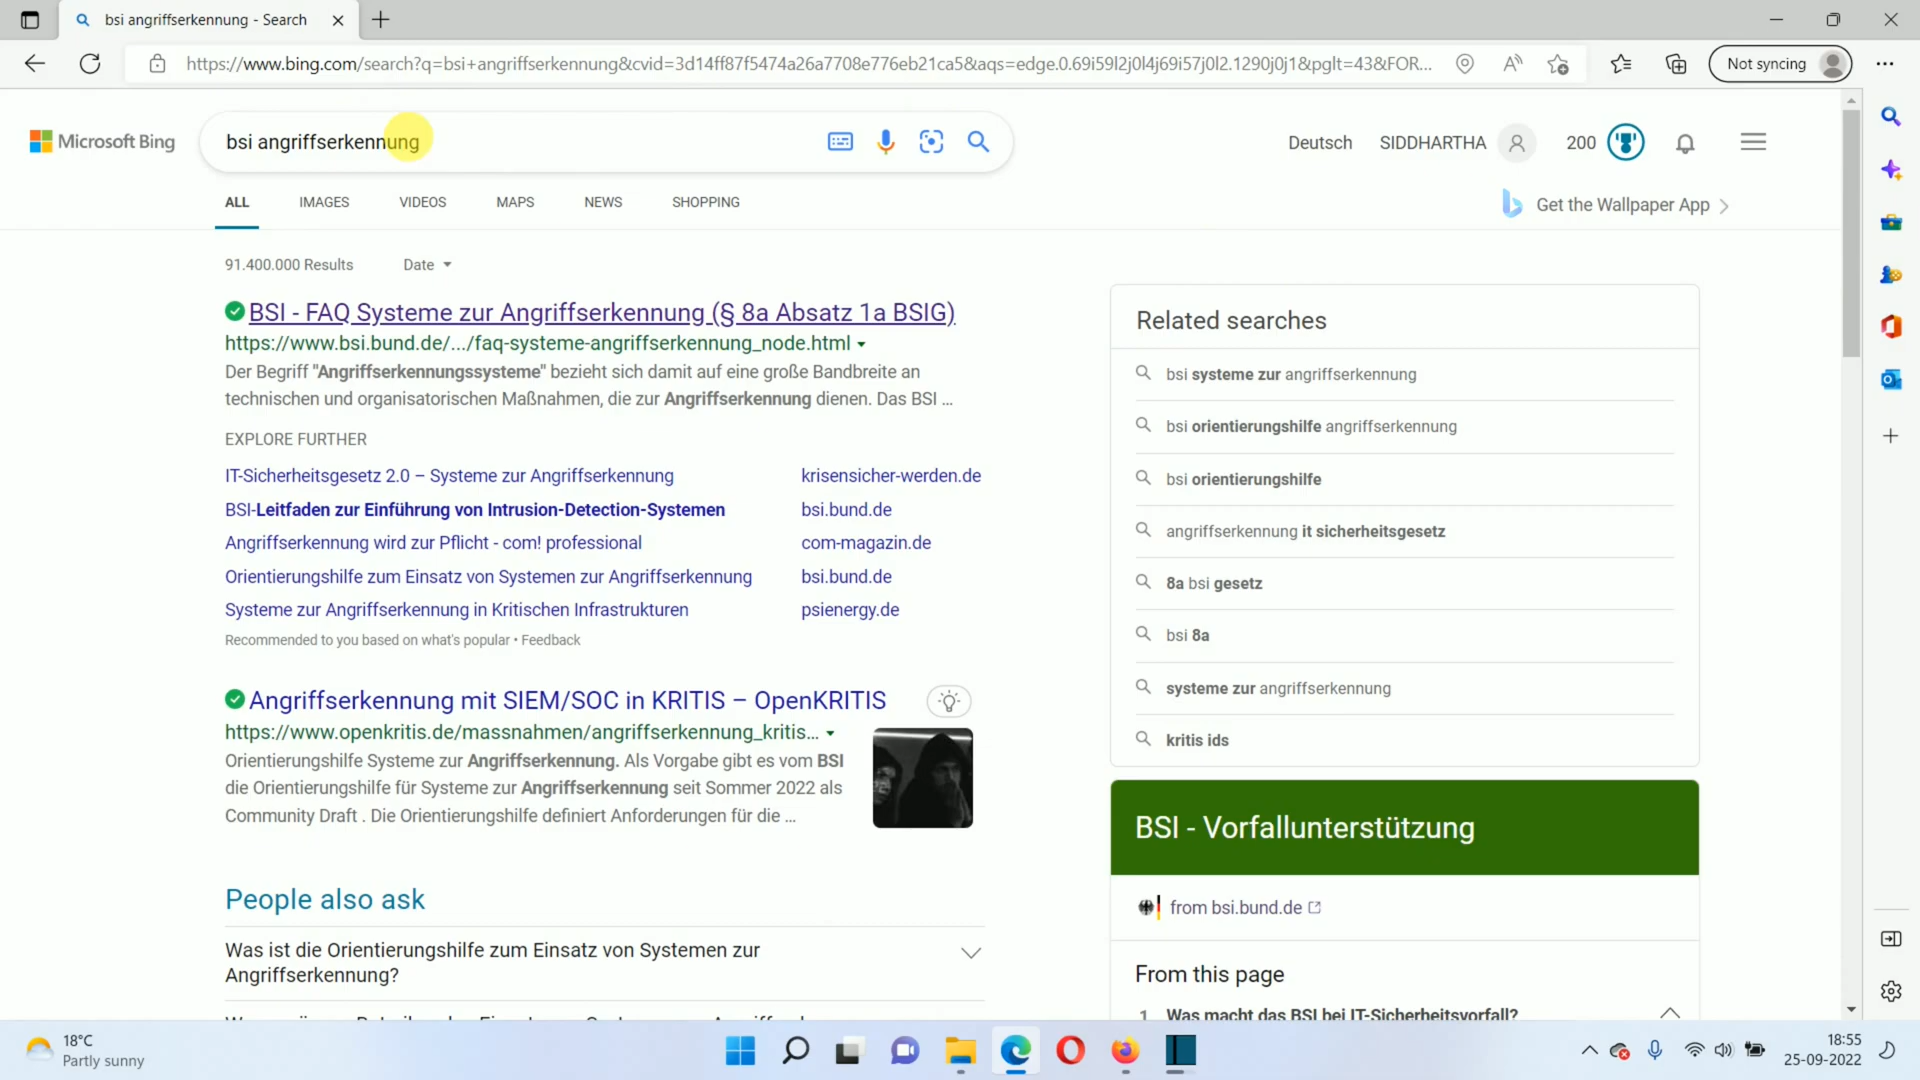 bsi angriffserkennung - Search
https://www.bing.com/search?q=bsi+angriffserkennung&cvid=3d14ff87f5474a26a7708e776eb21ca5&aqs=edge.0.69i59l2j0l4j69i57j0l2.1290j0j1&pglt=43&FOR...
Not syncing
Microsoft Bing
bsi angriffserkennung
Deutsch
SIDDHARTHA
200
ALL
IMAGES
VIDEOS
MAPS
NEWS
SHOPPING
Get the Wallpaper App
91.400.000 Results
Date
BSI - FAQ Systeme zur Angriffserkennung (§ 8a Absatz 1a BSIG)
https://www.bsi.bund.de/.../faq-systeme-angriffserkennung_node.html
Der Begriff "Angriffserkennungssysteme" bezieht sich damit auf eine große Bandbreite an
technischen und organisatorischen Maßnahmen, die zur Angriffserkennung dienen. Das BSI ...
EXPLORE FURTHER
IT-Sicherheitsgesetz 2.0 – Systeme zur Angriffserkennung
krisensicher-werden.de
BSI-Leitfaden zur Einführung von Intrusion-Detection-Systemen
bsi.bund.de
Angriffserkennung wird zur Pflicht - com! professional
com-magazin.de
Orientierungshilfe zum Einsatz von Systemen zur Angriffserkennung
bsi.bund.de
Systeme zur Angriffserkennung in Kritischen Infrastrukturen
psienergy.de
Recommended to you based on what's popular • Feedback
Angriffserkennung mit SIEM/SOC in KRITIS – OpenKRITIS
https://www.openkritis.de/massnahmen/angriffserkennung_kritis...
Orientierungshilfe Systeme zur Angriffserkennung. Als Vorgabe gibt es vom BSI
die Orientierungshilfe für Systeme zur Angriffserkennung seit Sommer 2022 als
Community Draft . Die Orientierungshilfe definiert Anforderungen für die ...
People also ask
Was ist die Orientierungshilfe zum Einsatz von Systemen zur
Angriffserkennung?
Related searches
bsi systeme zur angriffserkennung
bsi orientierungshilfe angriffserkennung
bsi orientierungshilfe
angriffserkennung it sicherheitsgesetz
8a bsi gesetz
bsi 8a
systeme zur angriffserkennung
kritis ids
BSI - Vorfallunterstützung
from bsi.bund.de
From this page
1 Was macht das BSI bei IT-Sicherheitsvorfall?
18°C
Partly sunny
18:55
25-09-2022